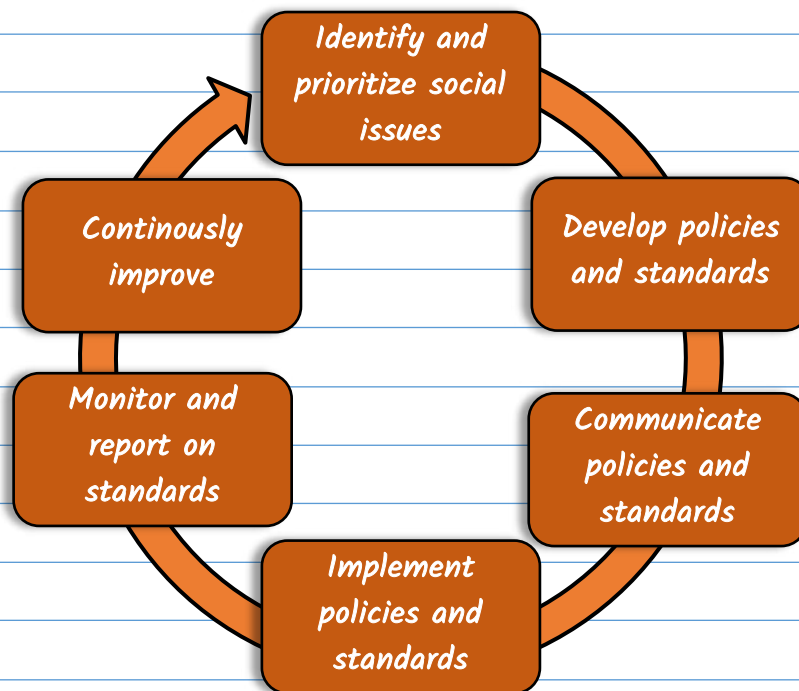 Identify and
prioritize social
issues
Develop policies
and standards
Communicate
policies and
standards
Implement
policies and
standards
Monitor and
report on
standards
Continously
improve